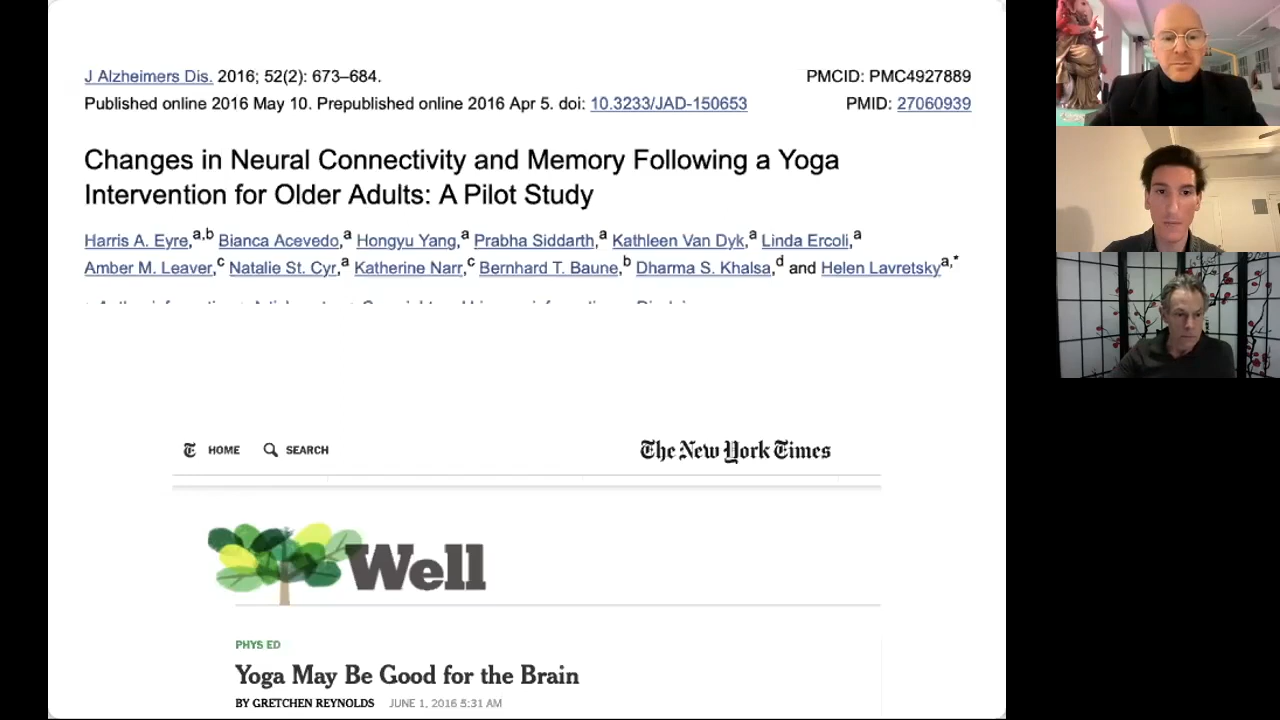 J Alzheimers Dis. 2016; 52(2): 673–684. PMCID: PMC4927889
Published online 2016 May 10. Prepublished online 2016 Apr 5. doi: 10.3233/JAD-150653 PMID: 27060939
Changes in Neural Connectivity and Memory Following a Yoga
Intervention for Older Adults: A Pilot Study
Harris A. Eyre,a,b Bianca Acevedo,a Hongyu Yang,a Prabha Siddarth,a Kathleen Van Dyk,a Linda Ercoli,a
Amber M. Leaver,c Natalie St. Cyr,a Katherine Narr,c Bernhard T. Baune,b Dharma S. Khalsa,d and Helen Lavretskya,*
HOME SEARCH The New York Times
Well
PHYS ED
Yoga May Be Good for the Brain
BY GRETCHEN REYNOLDS JUNE 1, 2016 5:31 AM